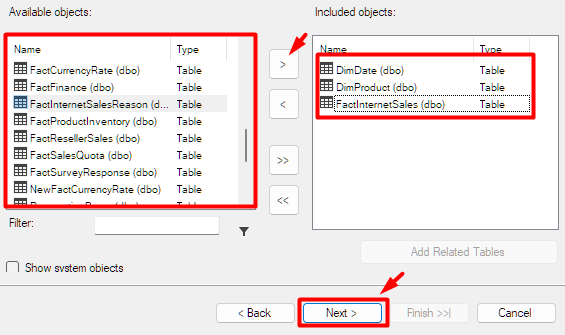 Available objects:
Included objects:
Name Type
FactCurrencyRate (dbo) Table
FactFinance (dbo) Table
FactInternetSalesReason (d... Table
FactProductInventory (dbo) Table
FactResellerSales (dbo) Table
FactSalesQuota (dbo) Table
FactSurveyResponse (dbo) Table
NewFactCurrencyRate (dbo) Table
Table
>
<
>>
<<
Name Type
DimDate (dbo) Table
DimProduct (dbo) Table
FactInternetSales (dbo) Table
Filter:
Add Related Tables
Show system objects
< Back Next > Finish >>| Cancel